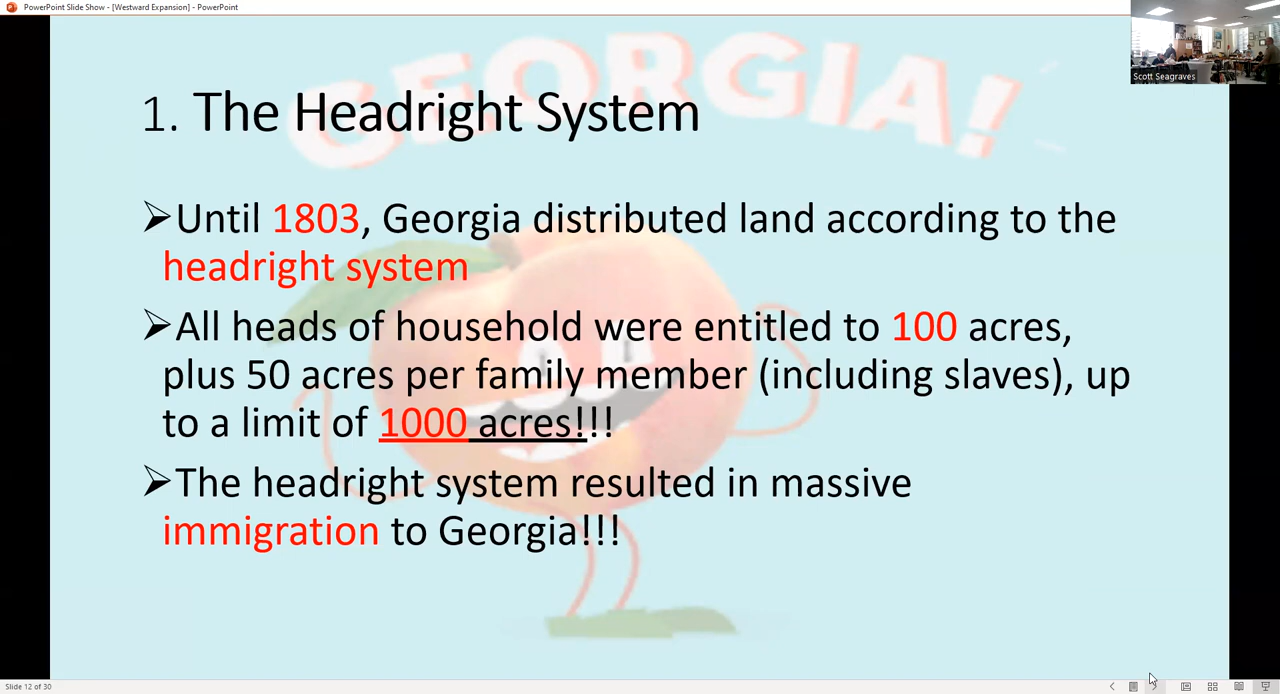 PowerPoint Slide Show - [Westward Expansion] - PowerPoint
Scott Seagraves
GEORGIA!
1. The Headright System
➢Until 1803, Georgia distributed land according to the
headright system
➢All heads of household were entitled to 100 acres,
plus 50 acres per family member (including slaves), up
to a limit of 1000 acres!!!
➢The headright system resulted in massive
immigration to Georgia!!!
Slide 12 of 30